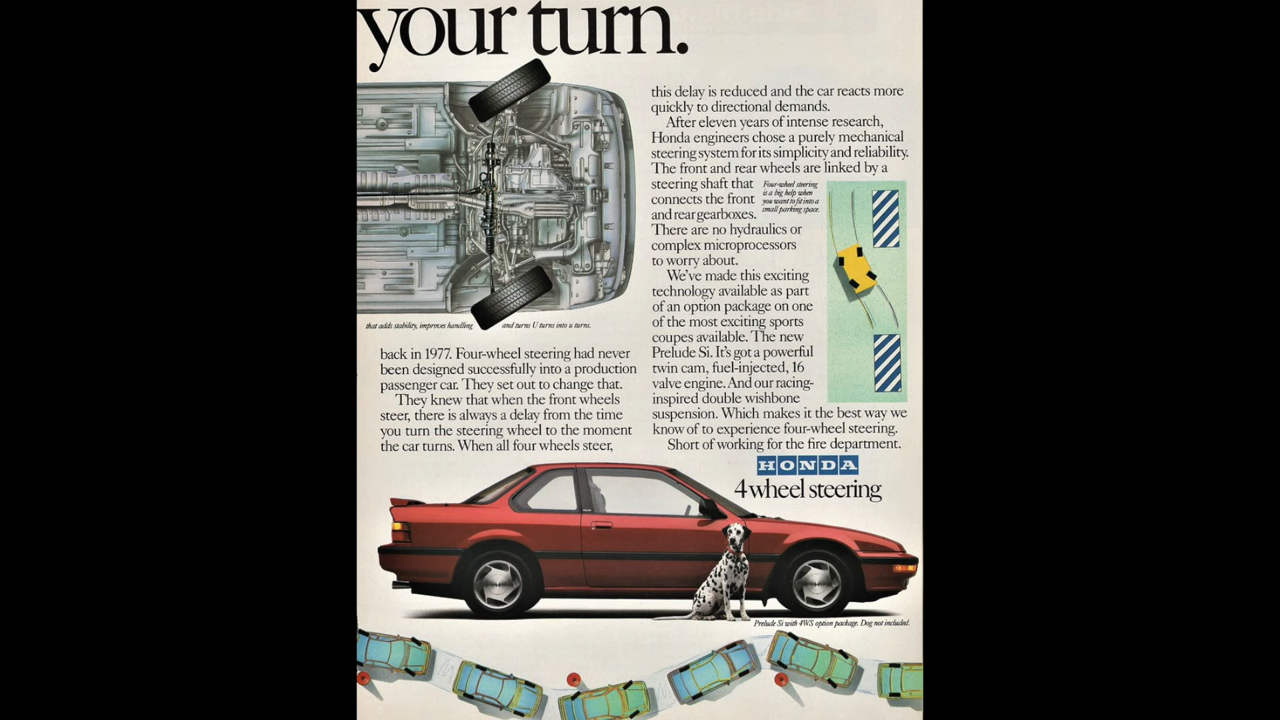 your turn.
that adds stability, improves handling and turns U turns into u turns.
back in 1977. Four-wheel steering had never
been designed successfully into a production
passenger car. They set out to change that.
They knew that when the front wheels
steer, there is always a delay from the time
you turn the steering wheel to the moment
the car turns. When all four wheels steer,
this delay is reduced and the car reacts more
quickly to directional demands.
After eleven years of intense research,
Honda engineers chose a purely mechanical
steering system for its simplicity and reliability.
The front and rear wheels are linked by a
steering shaft that
connects the front
and rear gearboxes.
There are no hydraulics or
complex microprocessors
to worry about.
We've made this exciting
technology available as part
of an option package on one
of the most exciting sports
coupes available. The new
Prelude Si. It's got a powerful
twin cam, fuel-injected, 16
valve engine. And our racing-
inspired double wishbone
suspension. Which makes it the best way we
know of to experience four-wheel steering.
Short of working for the fire department.
Four-wheel steering
is a big help when
you want to fit into a
small parking space.
HONDA
4 wheel steering
Prelude Si with 4WS option package. Dog not included.